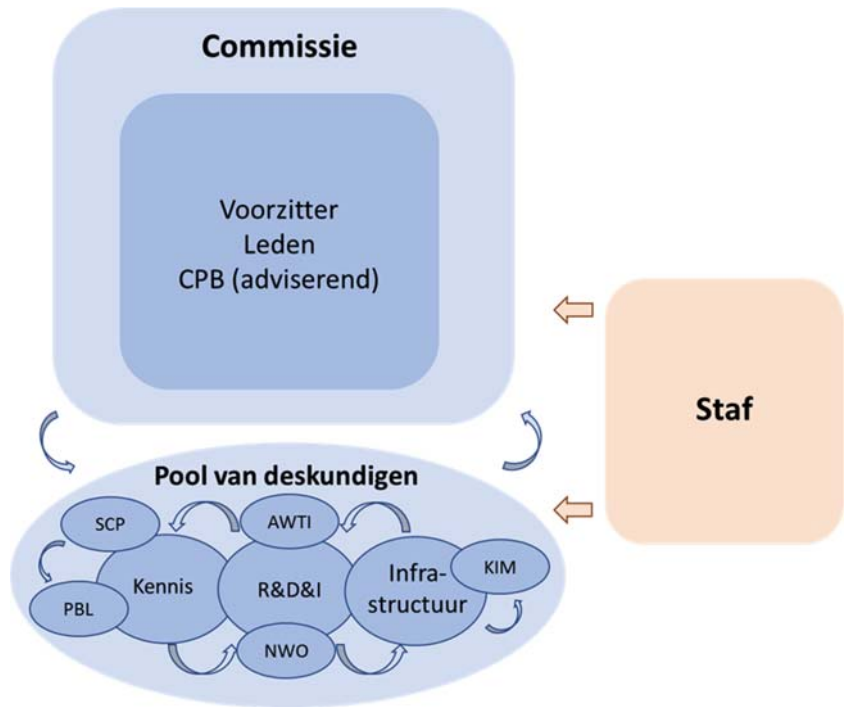 Commissie
Voorzitter
Leden
CPB (adviserend)
Staf
Pool van deskundigen
SCP
AWTI
Kennis
R&D&I
Infra-
structuur
KIM
PBL
NWO